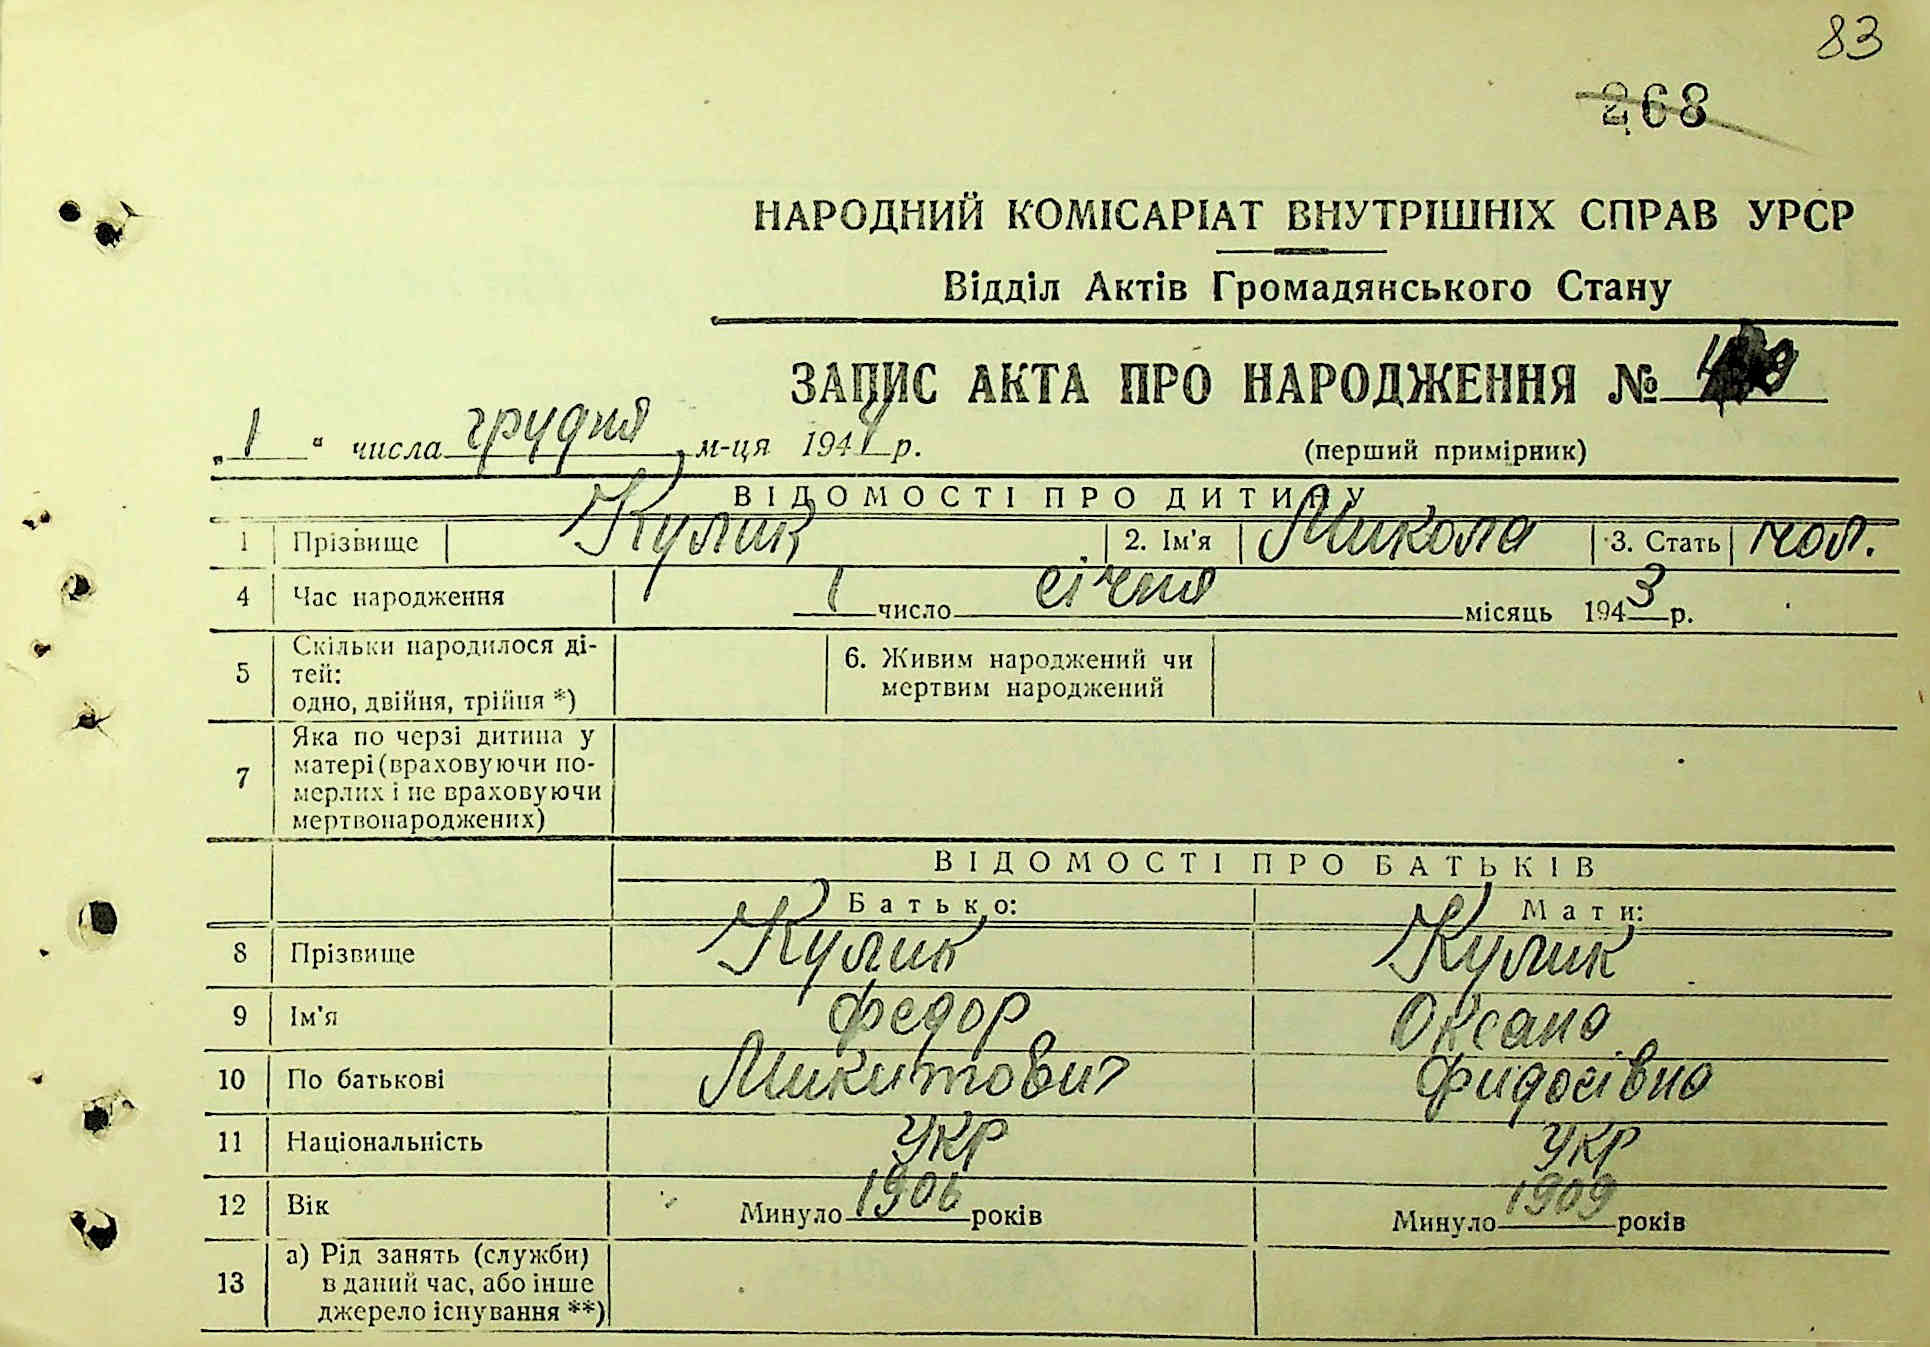 83
268
НАРОДНИЙ КОМІСАРІАТ ВНУТРІШНІХ СПРАВ УРСР
Відділ Актів Громадянського Стану
ЗАПИС АКТА ПРО НАРОДЖЕННЯ №
„1“ числа грудня м-ця 1944 р. (перший примірник)
ВІДОМОСТІ ПРО ДИТИНУ
1 Прізвище Кулик 2. Ім'я Микола 3. Стать чол.
4 Час народження 1 число січня місяць 1943 р.
5 Скільки народилося ді-
тей:
одно, двійня, трійня *)
6. Живим народжений чи
мертвим народжений
7 Яка по черзі дитина у
матері (враховуючи по-
мерлих і не враховуючи
мертвонароджених)
ВІДОМОСТІ ПРО БАТЬКІВ
Батько: Мати:
8 Прізвище Кулик Кулик
9 Ім'я Федор Оксана
10 По батькові Микитович Фидосівна
11 Національність Укр Укр
12 Вік Минуло 1906 років Минуло 1909 років
13 а) Рід занять (служби)
в даний час, або інше
джерело існування **)